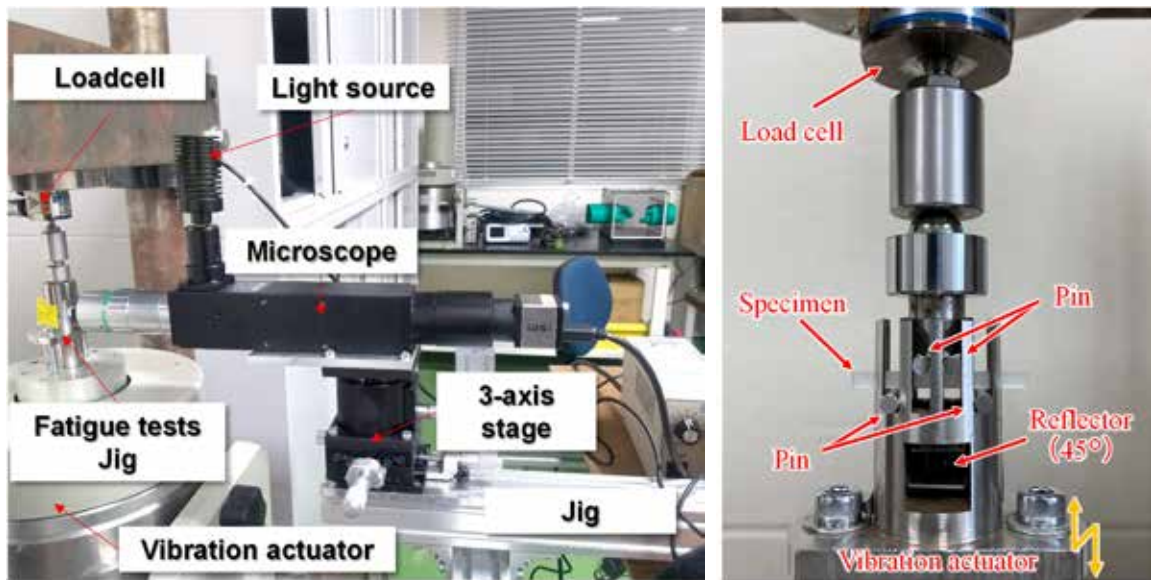 Loadcell
Light source
Microscope
3-axis
stage
Fatigue tests
Jig
Jig
Vibration actuator
Load cell
Specimen
Pin
Pin
Reflector
(45°)
Vibration actuator